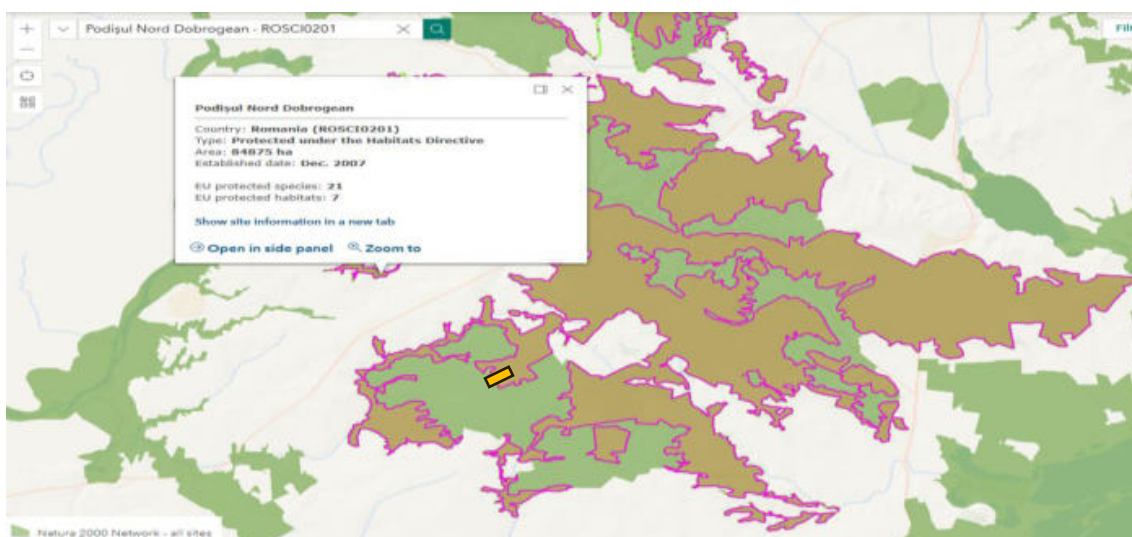 Podișul Nord Dobrogean - ROSCI0201
Podișul Nord Dobrogean
Country: Romania (ROSCI0201)
Type: Protected under the Habitats Directive
Area: 84875 ha
Established date: Dec. 2007
EU protected species: 21
EU protected habitats: 7
Show site information in a new tab
Open in side panel Zoom to
Natura 2000 Network - all sites